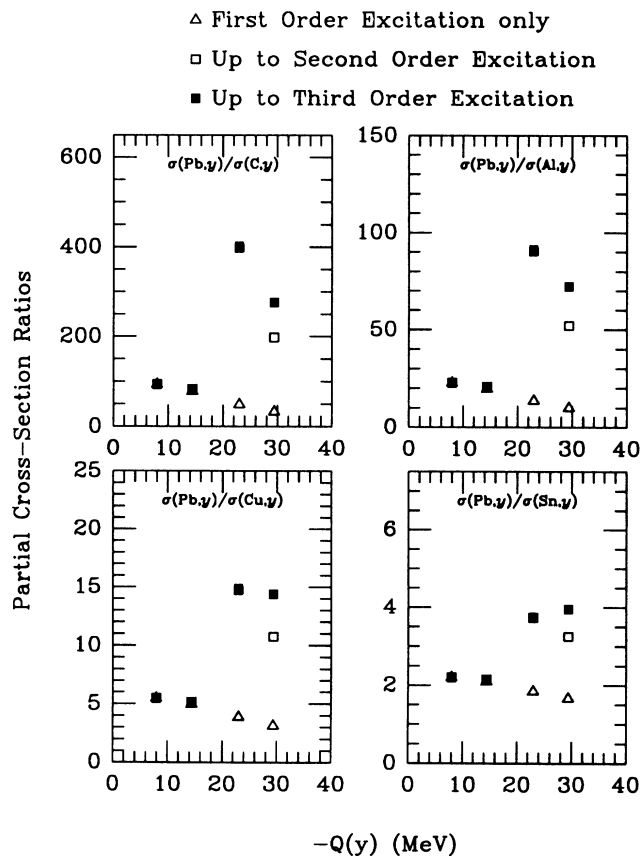 △ First Order Excitation only
□ Up to Second Order Excitation
■ Up to Third Order Excitation
Partial Cross-Section Ratios
600
400
200
0
σ(Pb,y)/σ(C,y)
0 10 20 30 40
150
100
50
0
σ(Pb,y)/σ(Al,y)
0 10 20 30 40
25
20
15
10
5
0
σ(Pb,y)/σ(Cu,y)
0 10 20 30 40
6
4
2
0
σ(Pb,y)/σ(Sn,y)
0 10 20 30 40
-Q(y) (MeV)